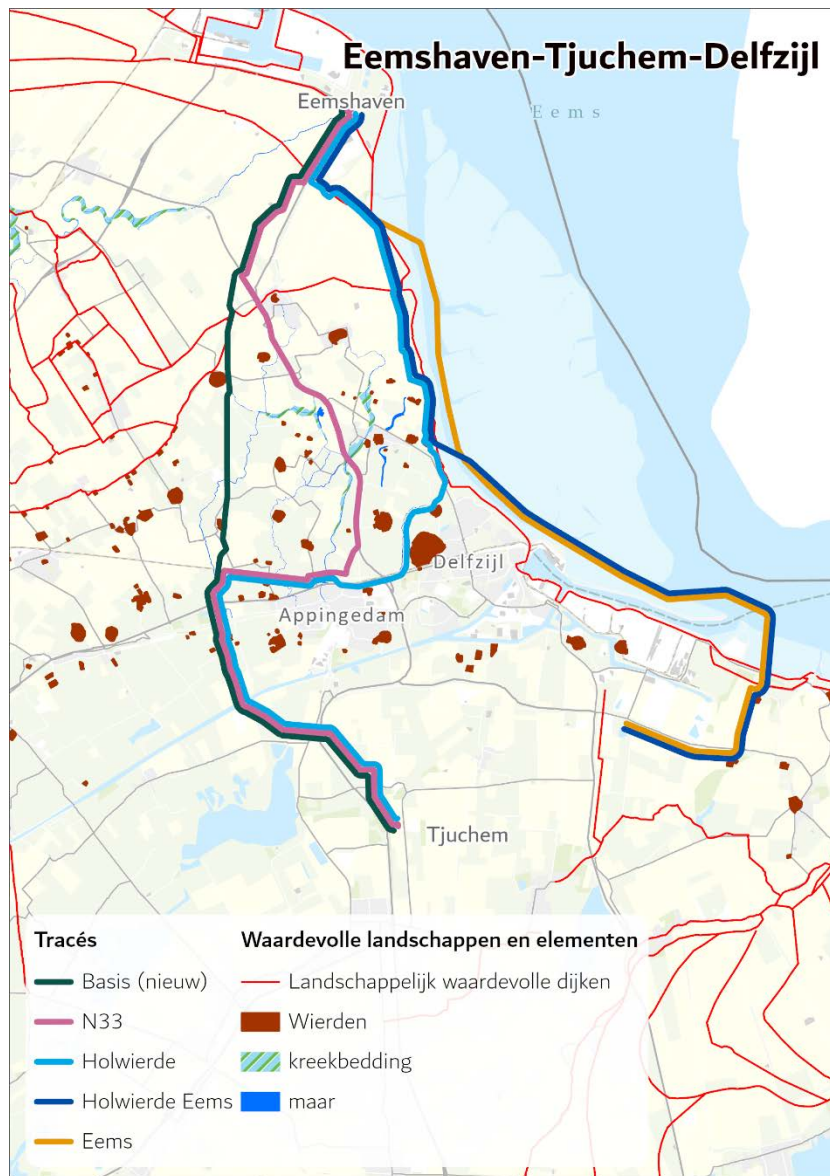 Eemshaven-Tjuchem-Delfzijl
Eemshaven
Eems
Delfzijl
Appingedam
Tjuchem
Tracés
Basis (nieuw)
N33
Holwierde
Holwierde Eems
Eems
Waardevolle landschappen en elementen
Landschappelijk waardevolle dijken
Wierden
kreekbedding
maar